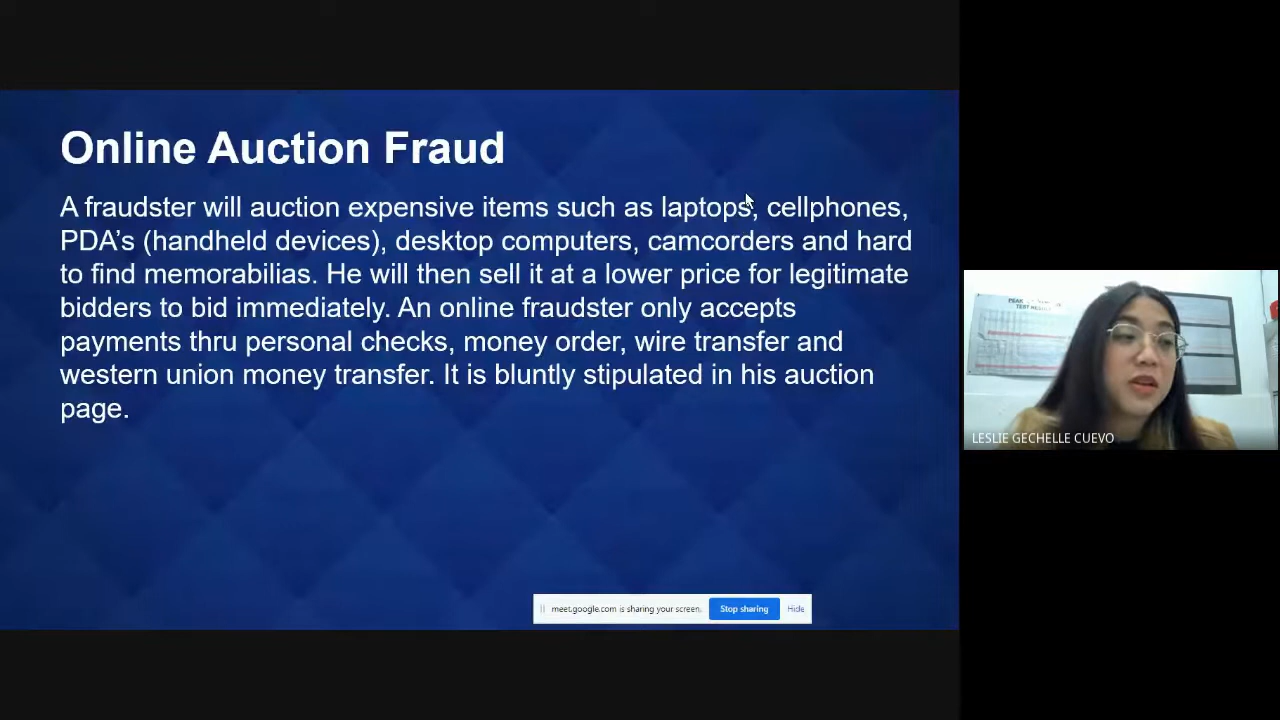 Online Auction Fraud
A fraudster will auction expensive items such as laptops, cellphones,
PDA’s (handheld devices), desktop computers, camcorders and hard
to find memorabilias. He will then sell it at a lower price for legitimate
bidders to bid immediately. An online fraudster only accepts
payments thru personal checks, money order, wire transfer and
western union money transfer. It is bluntly stipulated in his auction
page.
meet.google.com is sharing your screen.
Stop sharing
Hide
LESLIE GECHELLE CUEVO